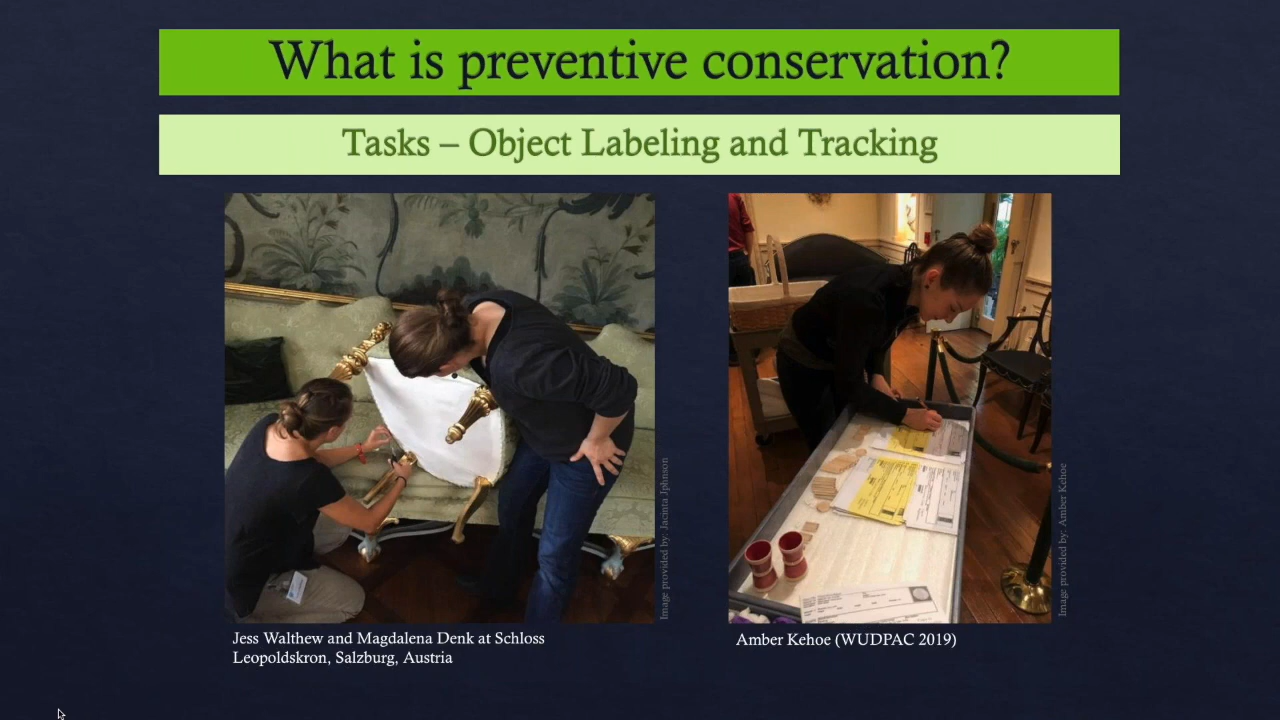 What is preventive conservation?
Tasks – Object Labeling and Tracking
Image provided by: Jacinta Jphnson
Image provided by: Amber Kehoe
Jess Walthew and Magdalena Denk at Schloss
Leopoldskron, Salzburg, Austria
Amber Kehoe (WUDPAC 2019)